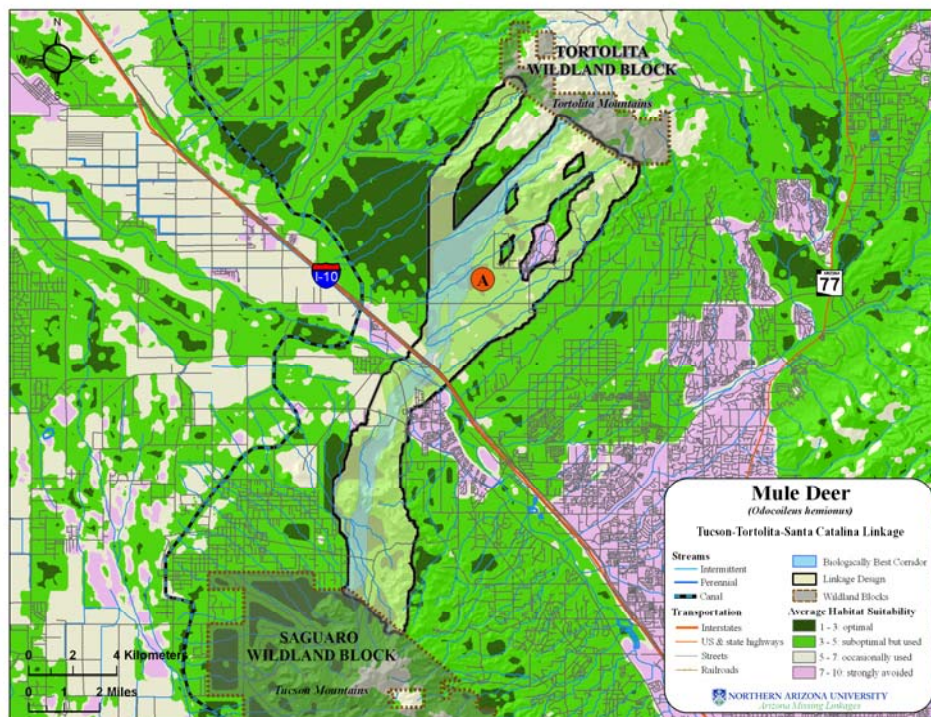 N
W
E
S
TORTOLITA
WILDLAND BLOCK
Tortolita Mountains
I-10
A
ARIZONA
77
SAGUARO
WILDLAND BLOCK
Tucson Mountains
0 2 4 Kilometers
0 1 2 Miles
Mule Deer
(Odocoileus hemionus)
Tucson-Tortolita-Santa Catalina Linkage
Streams
Intermittent
Perennial
Canal
Transportation
Interstates
US & state highways
Streets
Railroads
Biologically Best Corridor
Linkage Design
Wildland Blocks
Average Habitat Suitability
1 - 3: optimal
3 - 5: suboptimal but used
5 - 7: occasionally used
7 - 10: strongly avoided
NORTHERN ARIZONA UNIVERSITY
Arizona Missing Linkages